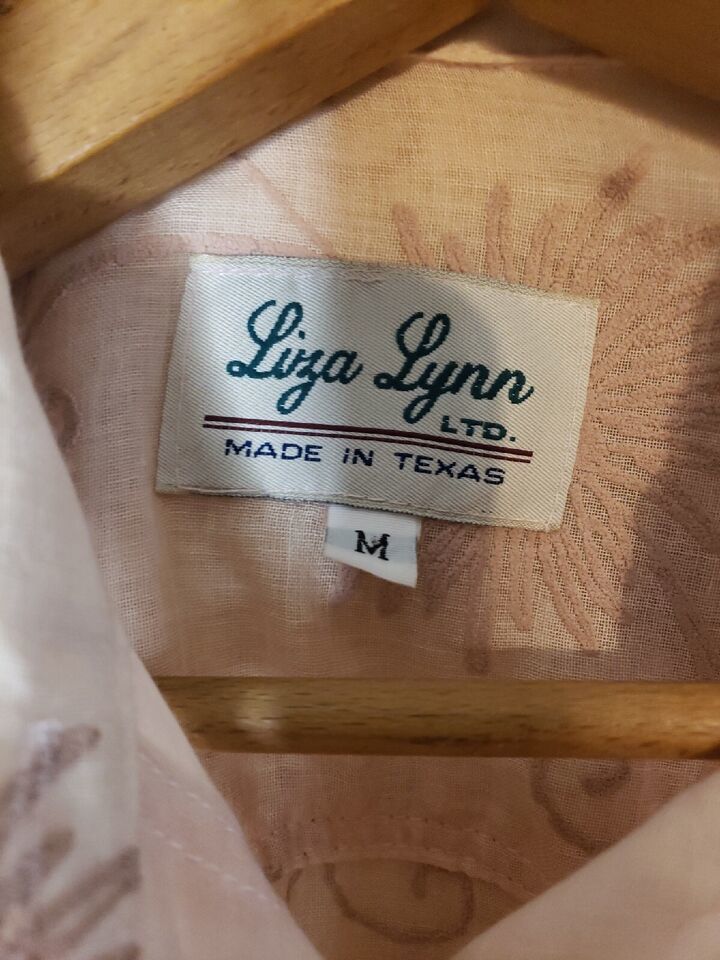 Liza Lynn
LTD.
MADE IN TEXAS
M